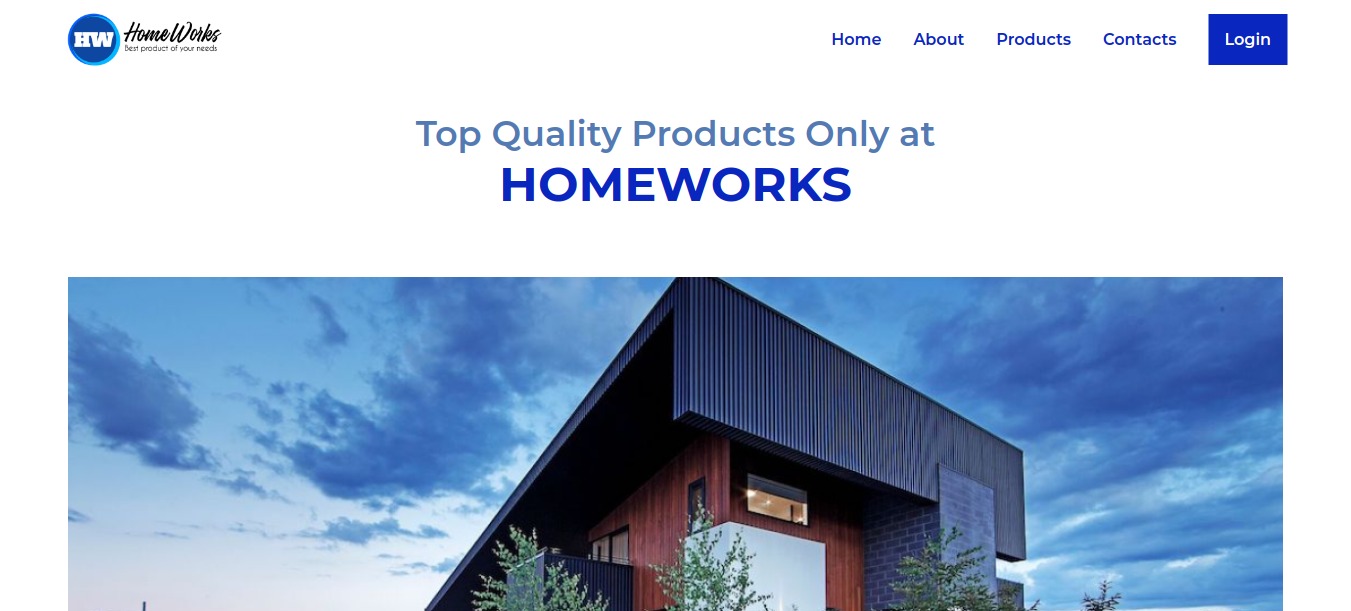 HW
HomeWorks
Best product of your needs
Home About Products Contacts Login
Top Quality Products Only at
HOMEWORKS